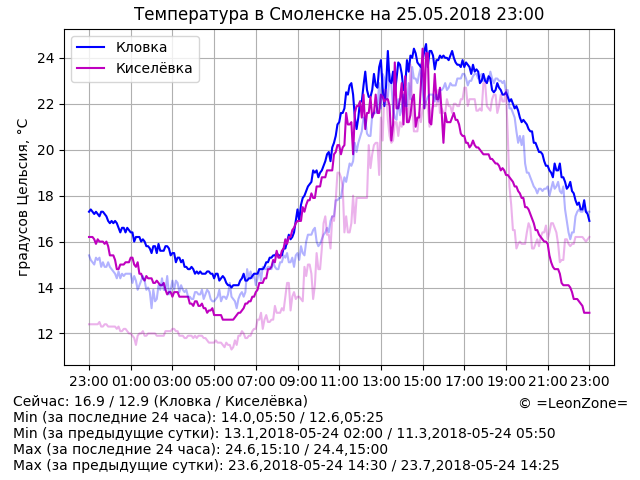 Температура в Смоленске на 25.05.2018 23:00
Кловка
Киселёвка
градусов Цельсия, °C
24
22
20
18
16
14
12
23:00 01:00 03:00 05:00 07:00 09:00 11:00 13:00 15:00 17:00 19:00 21:00 23:00
© =LeonZone=
Сейчас: 16.9 / 12.9 (Кловка / Киселёвка)
Min (за последние 24 часа): 14.0,05:50 / 12.6,05:25
Min (за предыдущие сутки): 13.1,2018-05-24 02:00 / 11.3,2018-05-24 05:50
Max (за последние 24 часа): 24.6,15:10 / 24.4,15:00
Max (за предыдущие сутки): 23.6,2018-05-24 14:30 / 23.7,2018-05-24 14:25